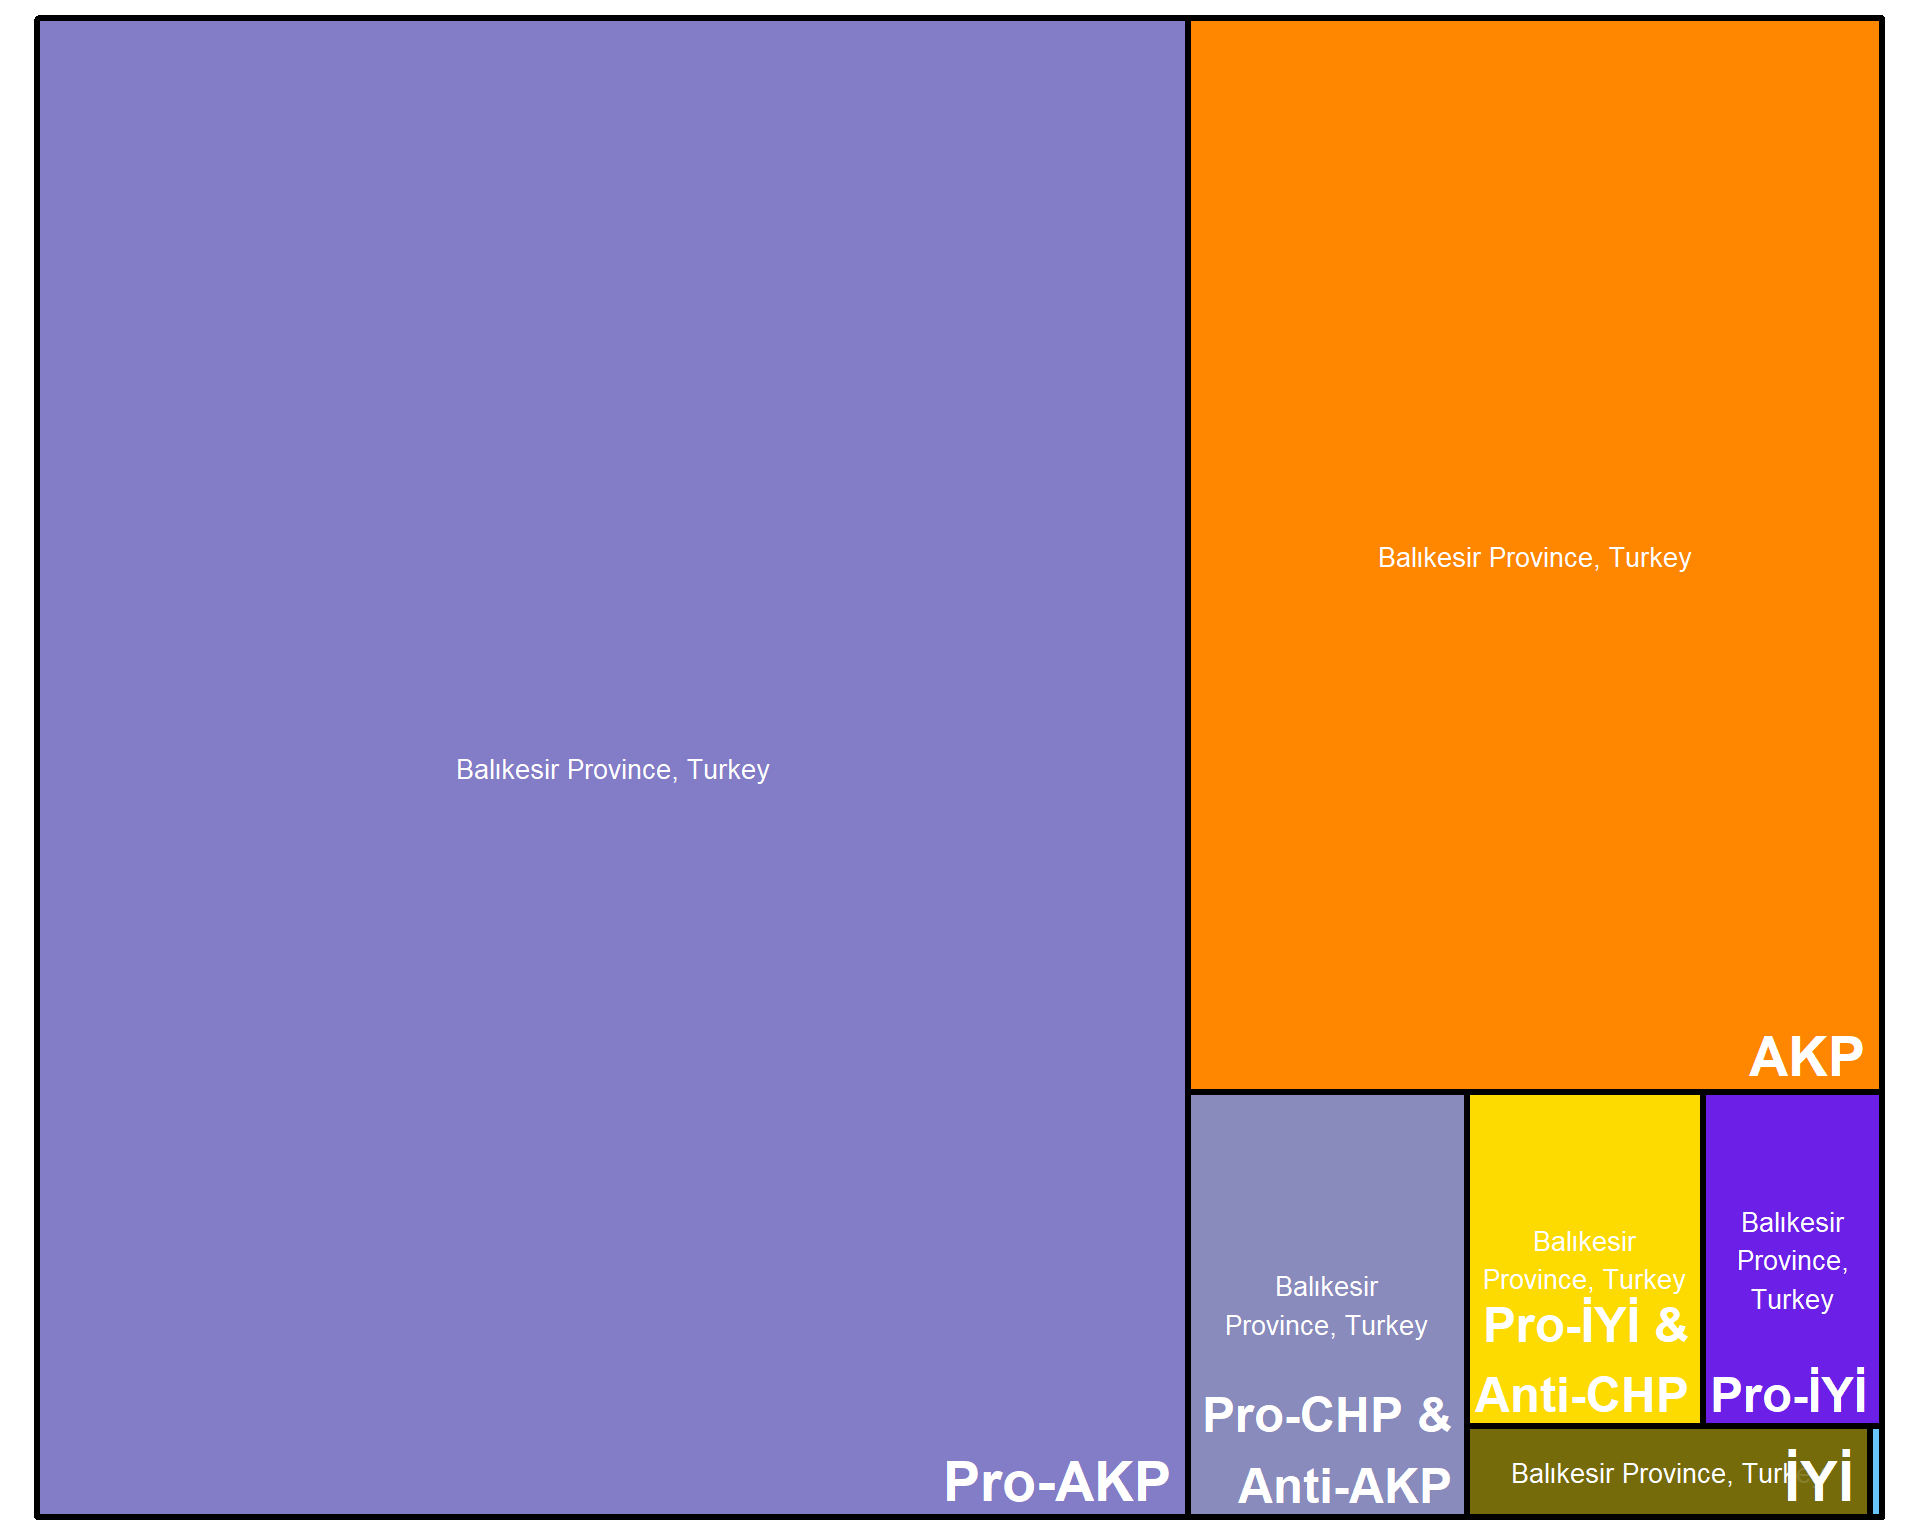 Balıkesir Province, Turkey
Pro-AKP
Balıkesir Province, Turkey
AKP
Balıkesir
Province, Turkey
Pro-CHP &
Anti-AKP
Balıkesir
Province, Turkey
Pro-İYİ &
Anti-CHP
Balıkesir
Province,
Turkey
Pro-İYİ
Balıkesir Province, Turkey
İYİ